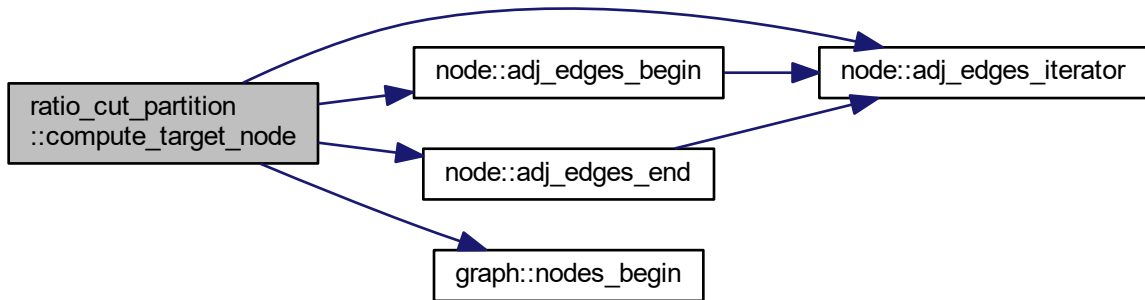 ratio_cut_partition
::compute_target_node
node::adj_edges_begin
node::adj_edges_iterator
node::adj_edges_end
graph::nodes_begin